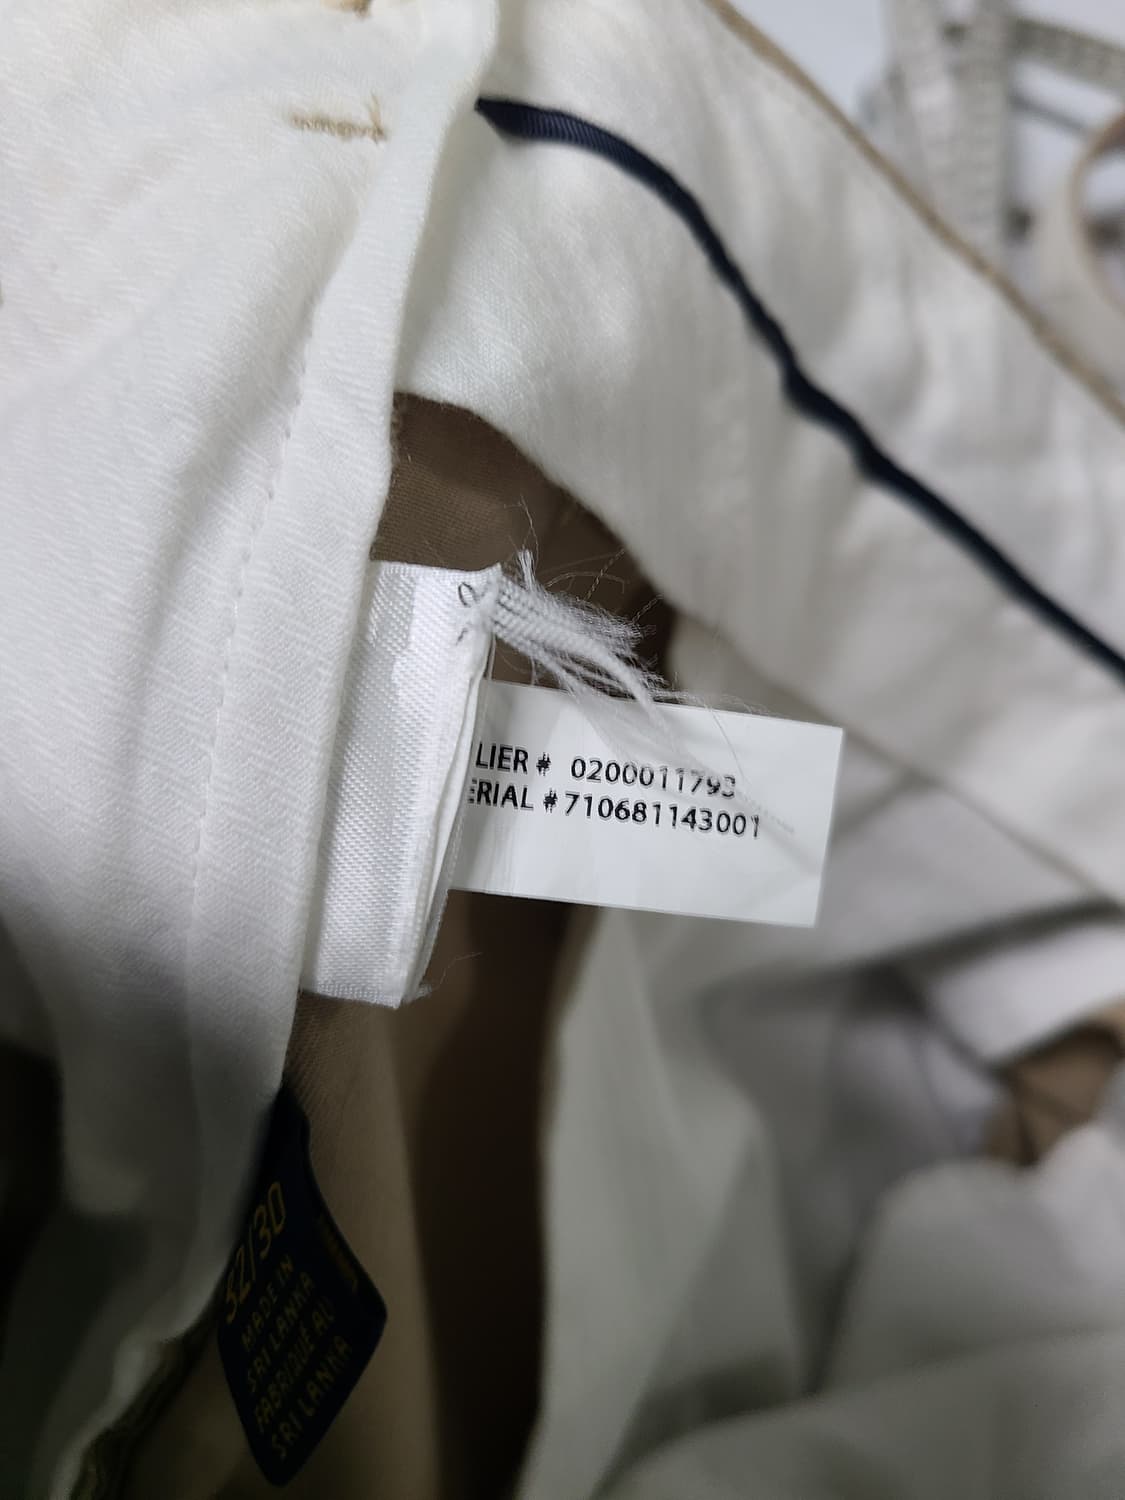 LIER # 0200011793
ERIAL # 710681143001
32/30
MADE IN
SRI LANKA
FABRIQUÉ AU
SRI LANKA